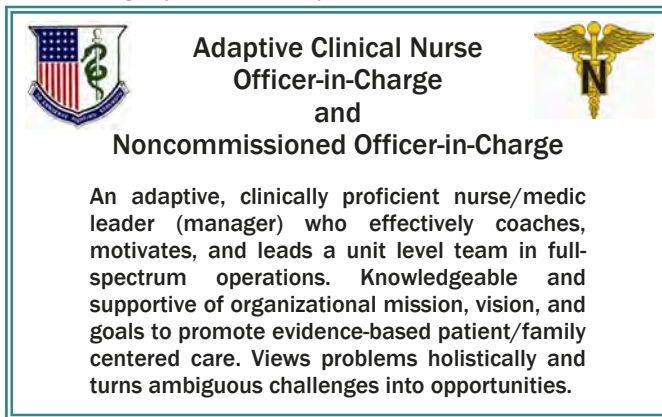 Adaptive Clinical Nurse
Officer-in-Charge
and
Noncommissioned Officer-in-Charge
N
An adaptive, clinically proficient nurse/medic
leader (manager) who effectively coaches,
motivates, and leads a unit level team in full-
spectrum operations. Knowledgeable and
supportive of organizational mission, vision, and
goals to promote evidence-based patient/family
centered care. Views problems holistically and
turns ambiguous challenges into opportunities.